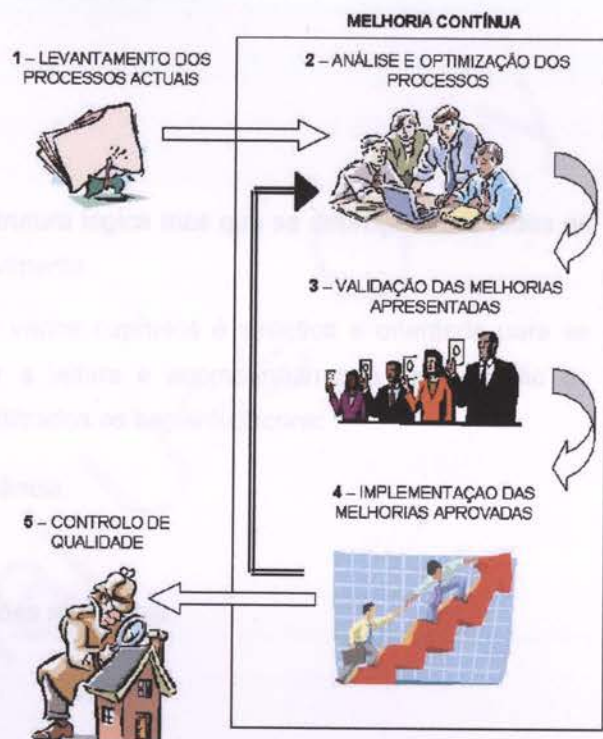 MELHORIA CONTÍNUA
1 – LEVANTAMENTO DOS
PROCESSOS ACTUAIS
2 – ANÁLISE E OPTIMIZAÇÃO DOS
PROCESSOS
3 – VALIDAÇÃO DAS MELHORIAS
APRESENTADAS
4 – IMPLEMENTAÇAO DAS
MELHORIAS APROVADAS
5 – CONTROLO DE
QUALIDADE